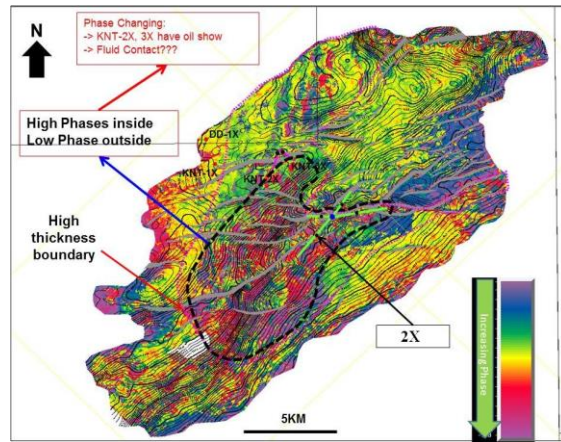 Phase Changing:
-> KNT-2X, 3X have oil show
-> Fluid Contact???
N
High Phases inside
Low Phase outside
DD-1X
KNT-1X
High
thickness
boundary
2X
5KM
Increasing Phase